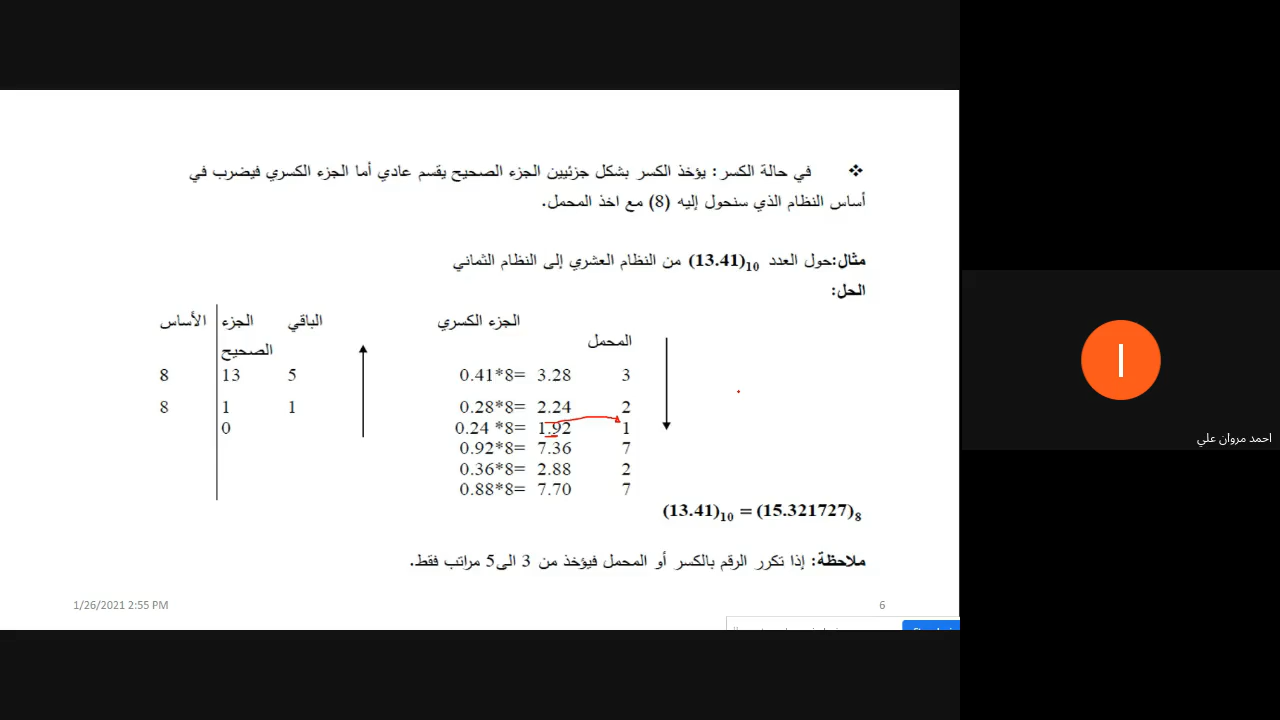 ❖ في حالة الكسر: يؤخذ الكسر بشكل جزئيين الجزء الصحيح يقسم عادي أما الجزء الكسري فيضرب في
أساس النظام الذي سنحول إليه (8) مع اخذ المحمل.
مثال:حول العدد (13.41)₁₀ من النظام العشري إلى النظام الثماني
الحل:
الأساس الجزء الصحيح الباقي
8 13 5
8 1 1
0
الجزء الكسري المحمل
0.41*8= 3.28 3
0.28*8= 2.24 2
0.24 *8= 1.92 1
0.92*8= 7.36 7
0.36*8= 2.88 2
0.88*8= 7.70 7
(13.41)₁₀ = (15.321727)₈
ملاحظة: إذا تكرر الرقم بالكسر أو المحمل فيؤخذ من 3 الى5 مراتب فقط.
1/26/2021 2:55 PM
6
احمد مروان علي